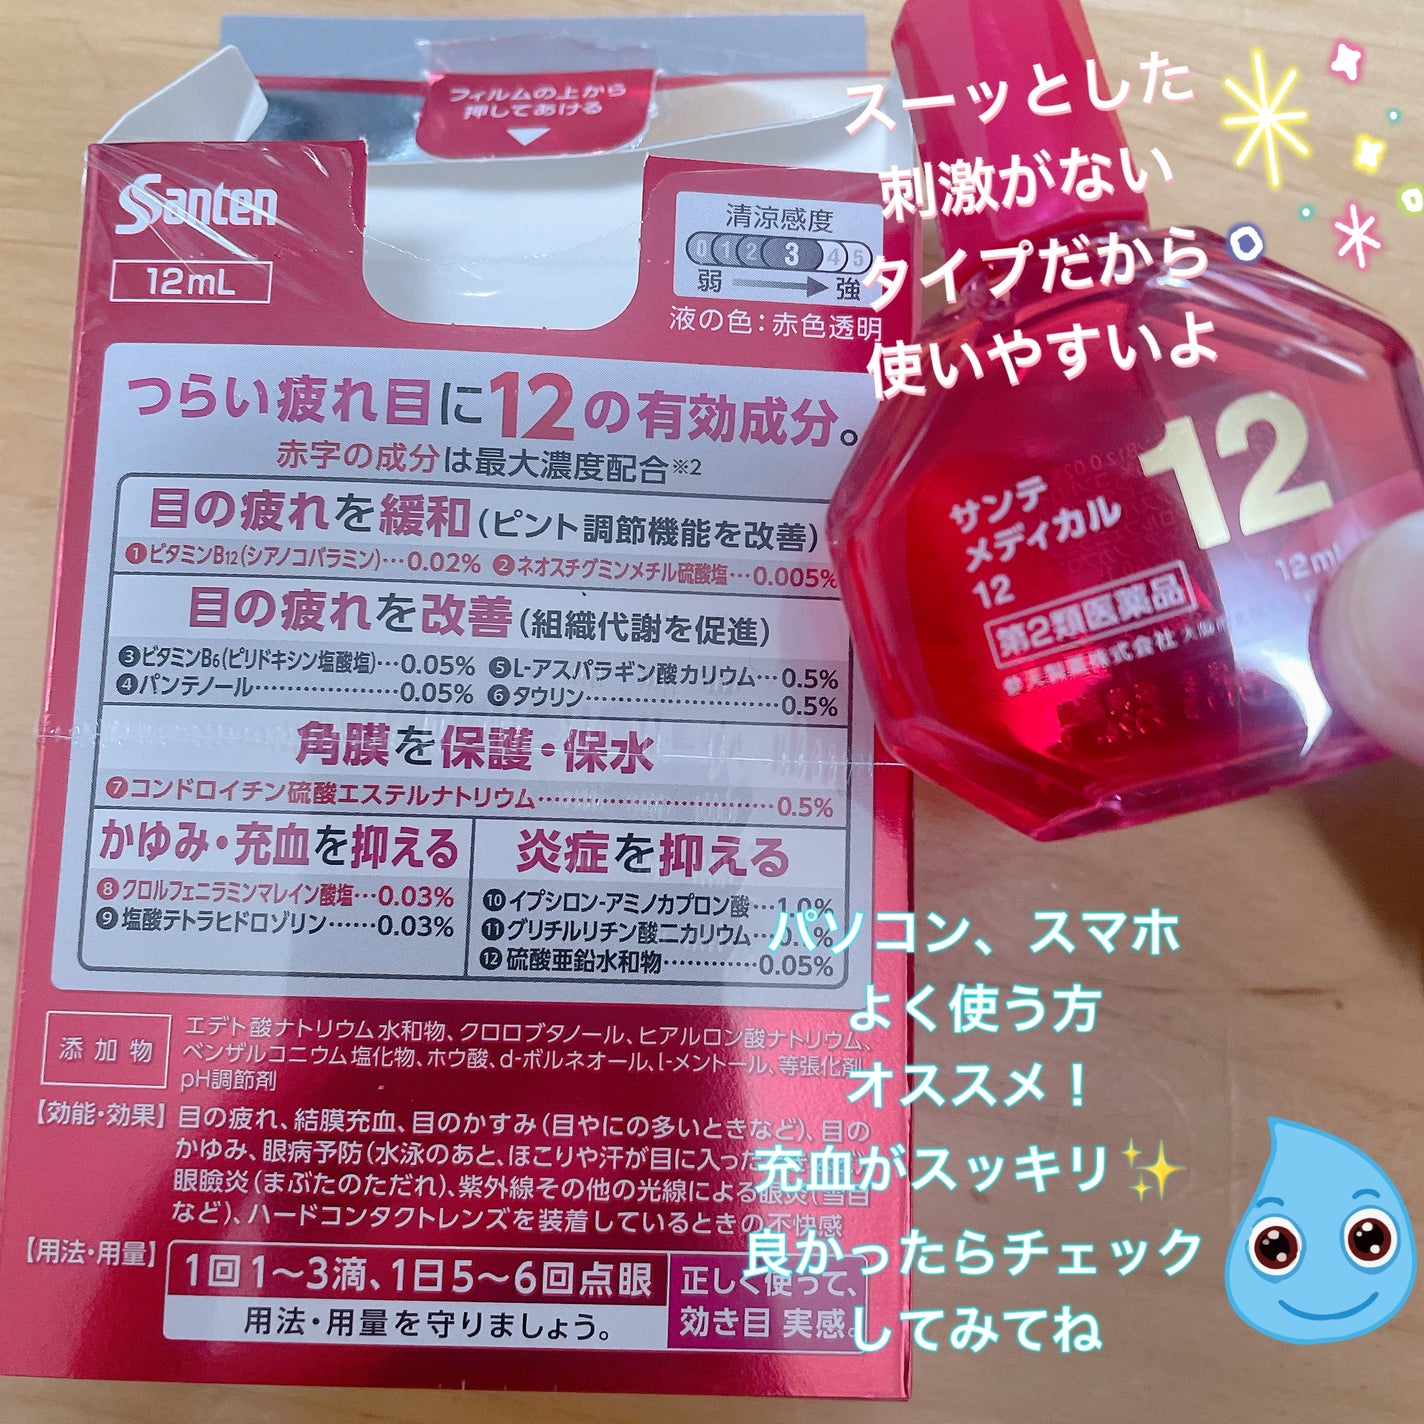 フィルムの上から
押してあける
Santen
12mL
清涼感度
0 1 2 3 4 5
弱 強
液の色：赤色透明
つらい疲れ目に12の有効成分。
赤字の成分は最大濃度配合※2
目の疲れを緩和(ピント調節機能を改善)
①ビタミンB12(シアノコバラミン)…0.02% ②ネオスチグミンメチル硫酸塩…0.005%
目の疲れを改善(組織代謝を促進)
③ビタミンB6(ピリドキシン塩酸塩)…0.05% ⑤L-アスパラギン酸カリウム…0.5%
④パンテノール………………0.05% ⑥タウリン………………………0.5%
角膜を保護・保水
⑦コンドロイチン硫酸エステルナトリウム………………………………0.5%
かゆみ・充血を抑える
⑧クロルフェニラミンマレイン酸塩…0.03%
⑨塩酸テトラヒドロゾリン……0.03%
炎症を抑える
⑩イプシロン-アミノカプロン酸…1.0%
⑪グリチルリチン酸二カリウム…
⑫硫酸亜鉛水和物…………0.05%
添加物
エデト酸ナトリウム水和物、クロロブタノール、ヒアルロン酸ナトリウム、
ベンザルコニウム塩化物、ホウ酸、d-ボルネオール、l-メントール、等張化剤、
pH調節剤
【効能・効果】目の疲れ、結膜充血、目のかすみ(目やにの多いときなど)、目の
かゆみ、眼病予防(水泳のあと、ほこりや汗が目に入った
眼瞼炎(まぶたのただれ)、紫外線その他の光線による眼炎(雪目
など)、ハードコンタクトレンズを装着しているときの不快感
【用法・用量】
1回1～3滴、1日5～6回点眼
用法・用量を守りましょう。
正しく使って、
効き目 実感。
スーッとした
刺激がない
タイプだから
使いやすいよ
12
サンテ
メディカル
12
12mL
第2類医薬品
参天製薬株式会社
パソコン、スマホ
よく使う方
オススメ！
充血がスッキリ✨
良かったらチェック
してみてね